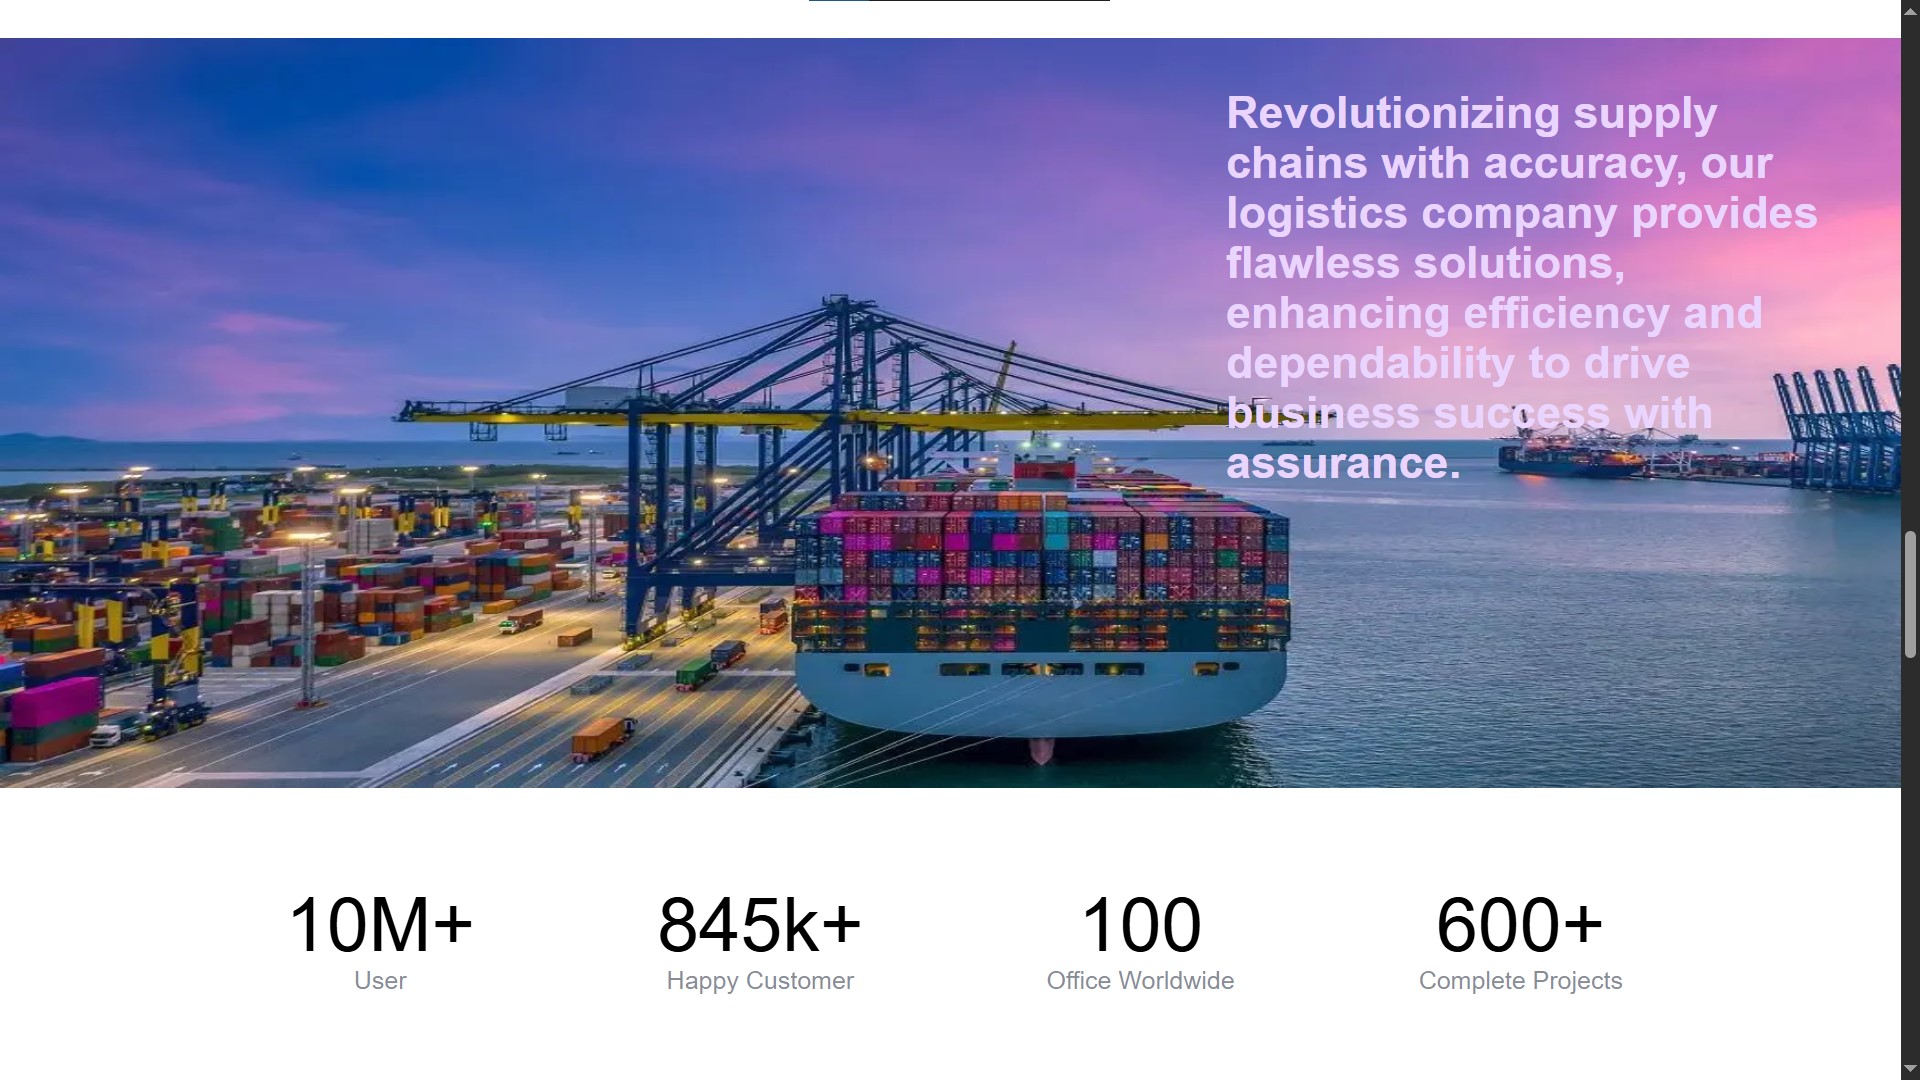 Revolutionizing supply
chains with accuracy, our
logistics company provides
flawless solutions,
enhancing efficiency and
dependability to drive
business success with
assurance.
10M+
User
845k+
Happy Customer
100
Office Worldwide
600+
Complete Projects